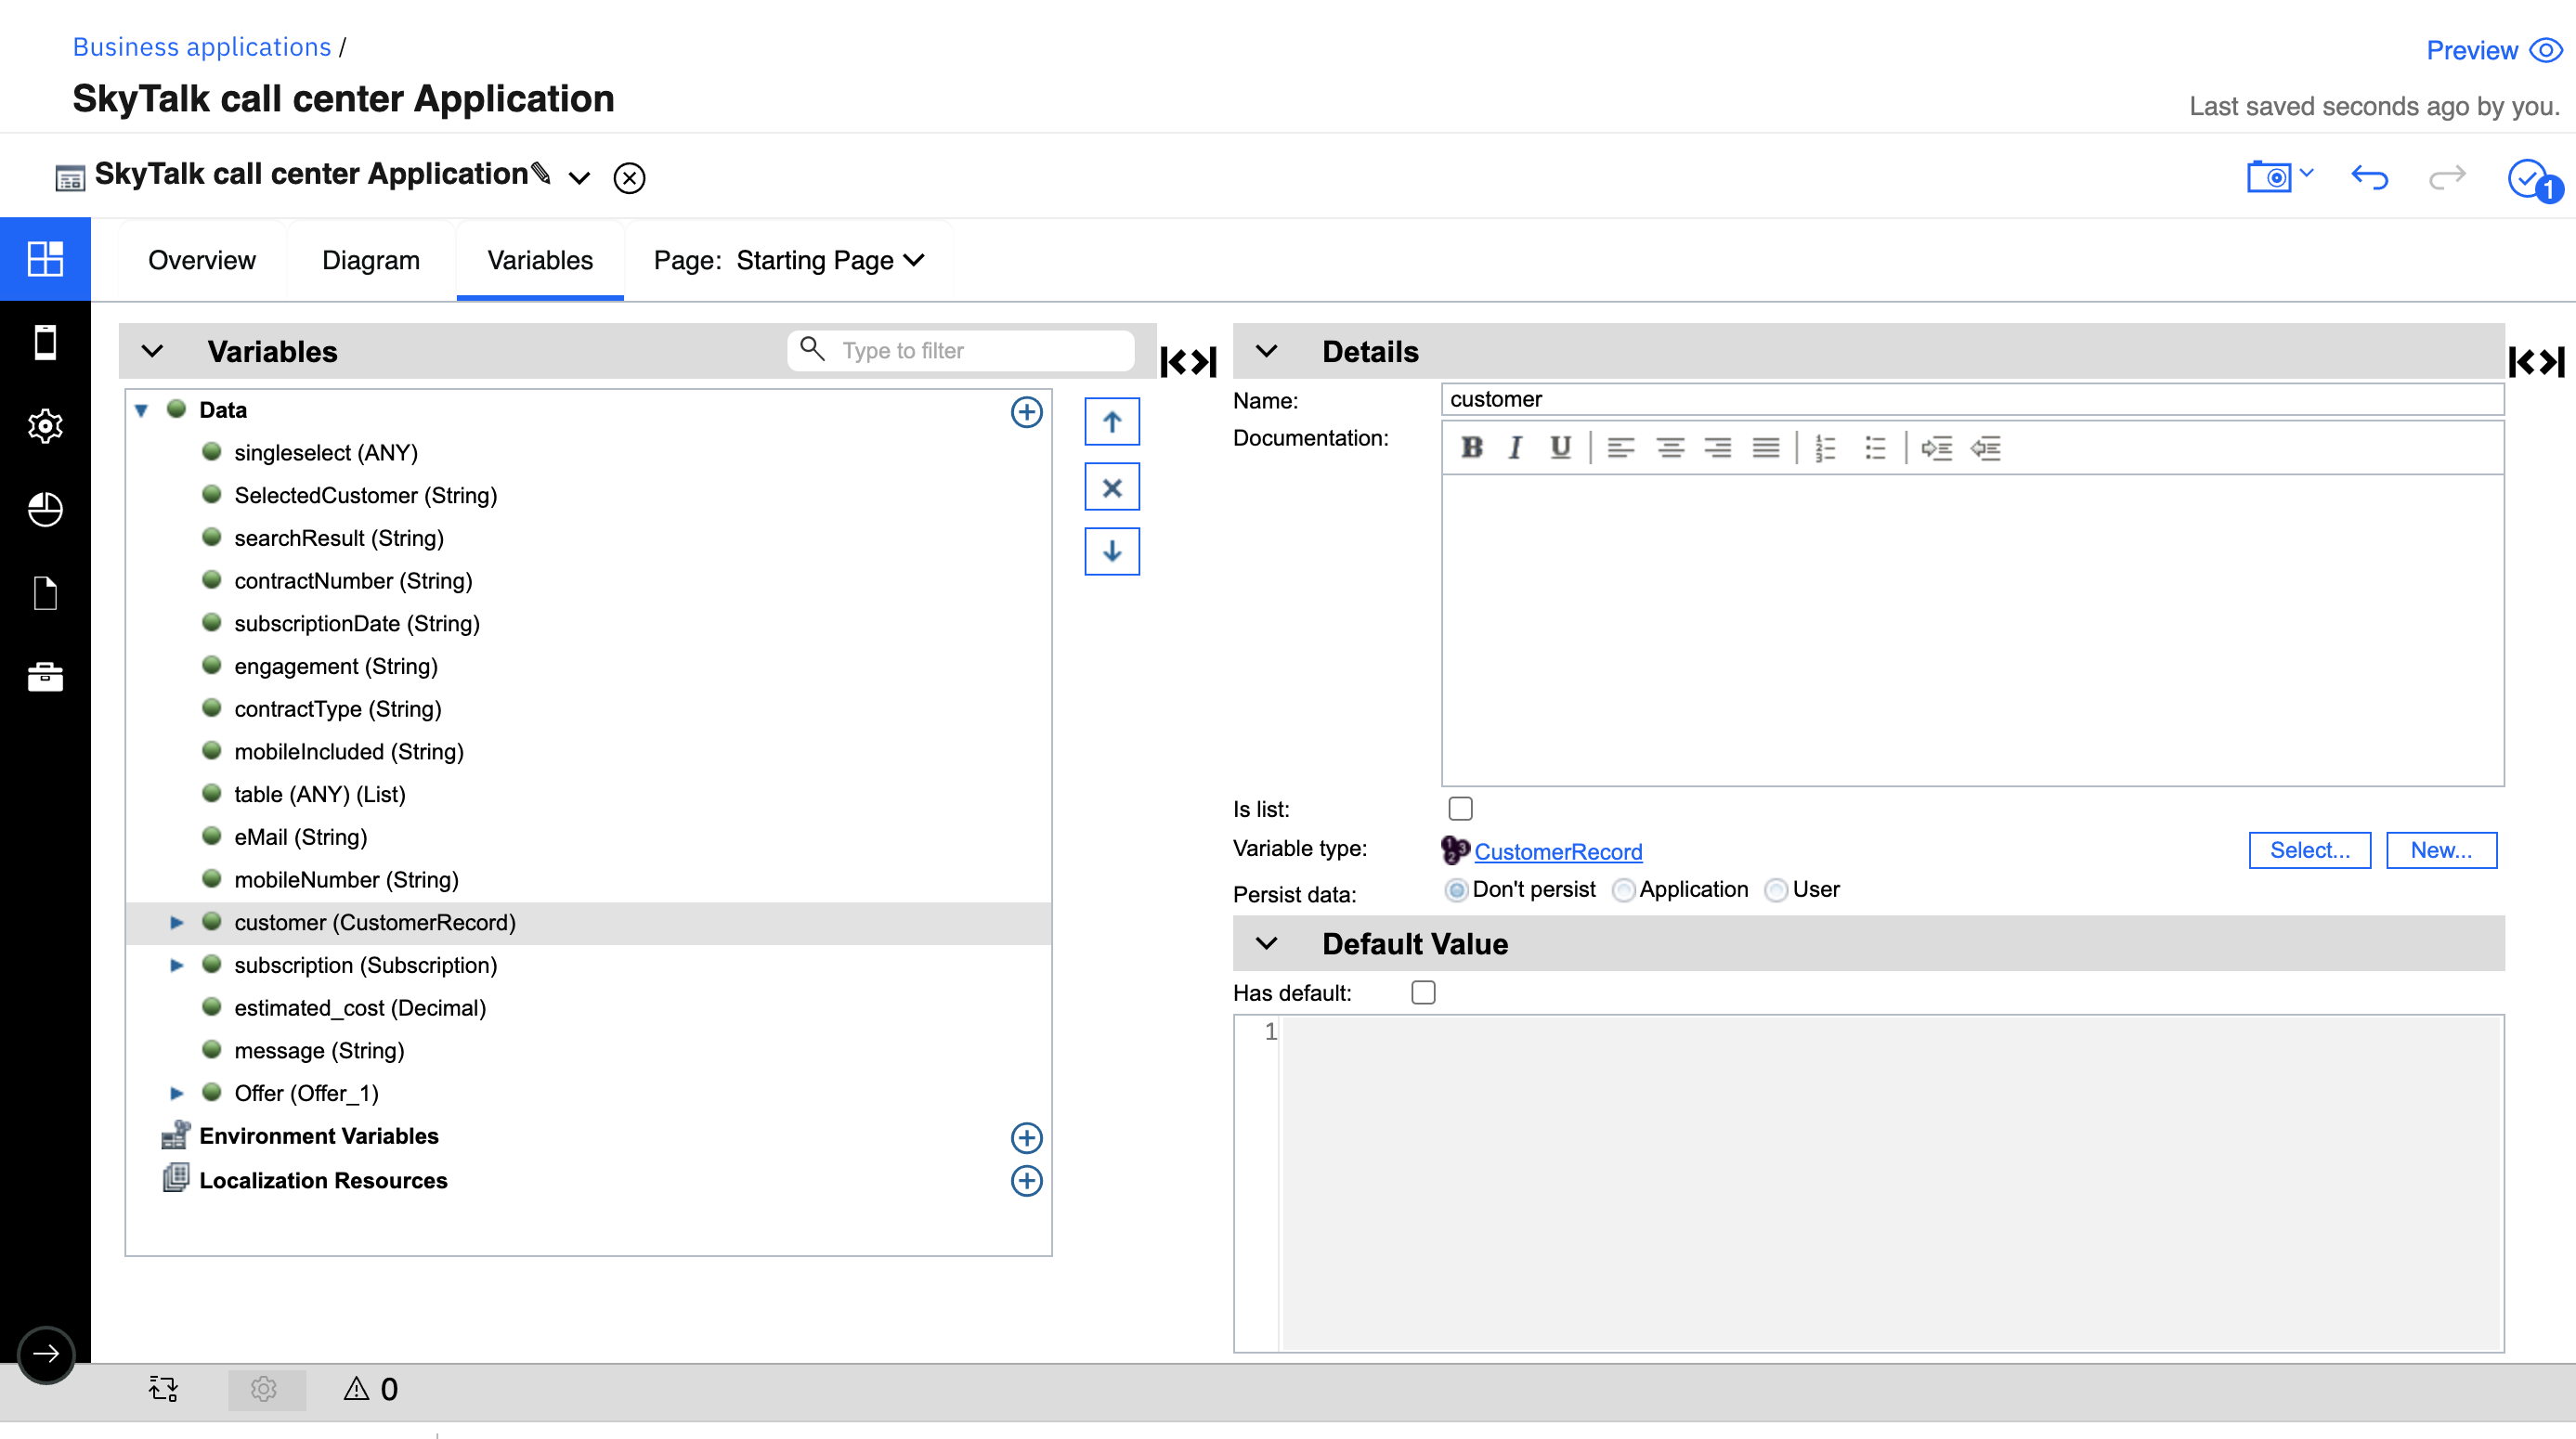 Business applications /
Preview
SkyTalk call center Application
Last saved seconds ago by you.
SkyTalk call center Application
1
Overview
Diagram
Variables
Page: Starting Page
Variables
Type to filter
Details
Data
singleselect (ANY)
SelectedCustomer (String)
searchResult (String)
contractNumber (String)
subscriptionDate (String)
engagement (String)
contractType (String)
mobileIncluded (String)
table (ANY) (List)
eMail (String)
mobileNumber (String)
customer (CustomerRecord)
subscription (Subscription)
estimated_cost (Decimal)
message (String)
Offer (Offer_1)
Environment Variables
Localization Resources
Name: customer
Documentation:
B I U
Is list:
Variable type: CustomerRecord Select... New...
Persist data: Don't persist Application User
Default Value
Has default:
1
0